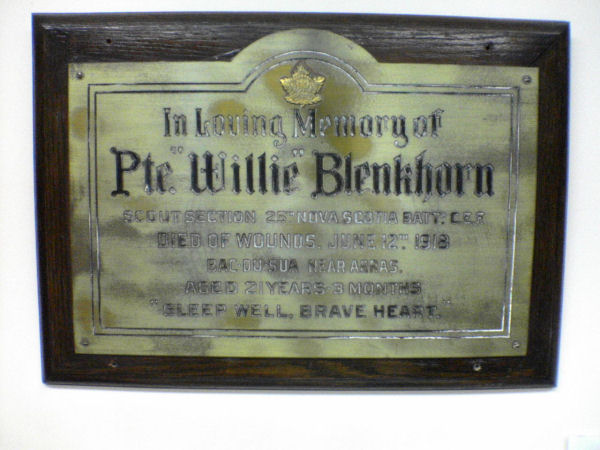 In Loving Memory of
Pte. "Willie" Blenkhorn
SCOUT SECTION 25TH NOVA SCOTIA BATT. C.E.F.
DIED OF WOUNDS, JUNE 12TH 1918
BAC DU SUD NEAR ARRAS.
AGED 21 YEARS 3 MONTHS
"SLEEP WELL, BRAVE HEART."